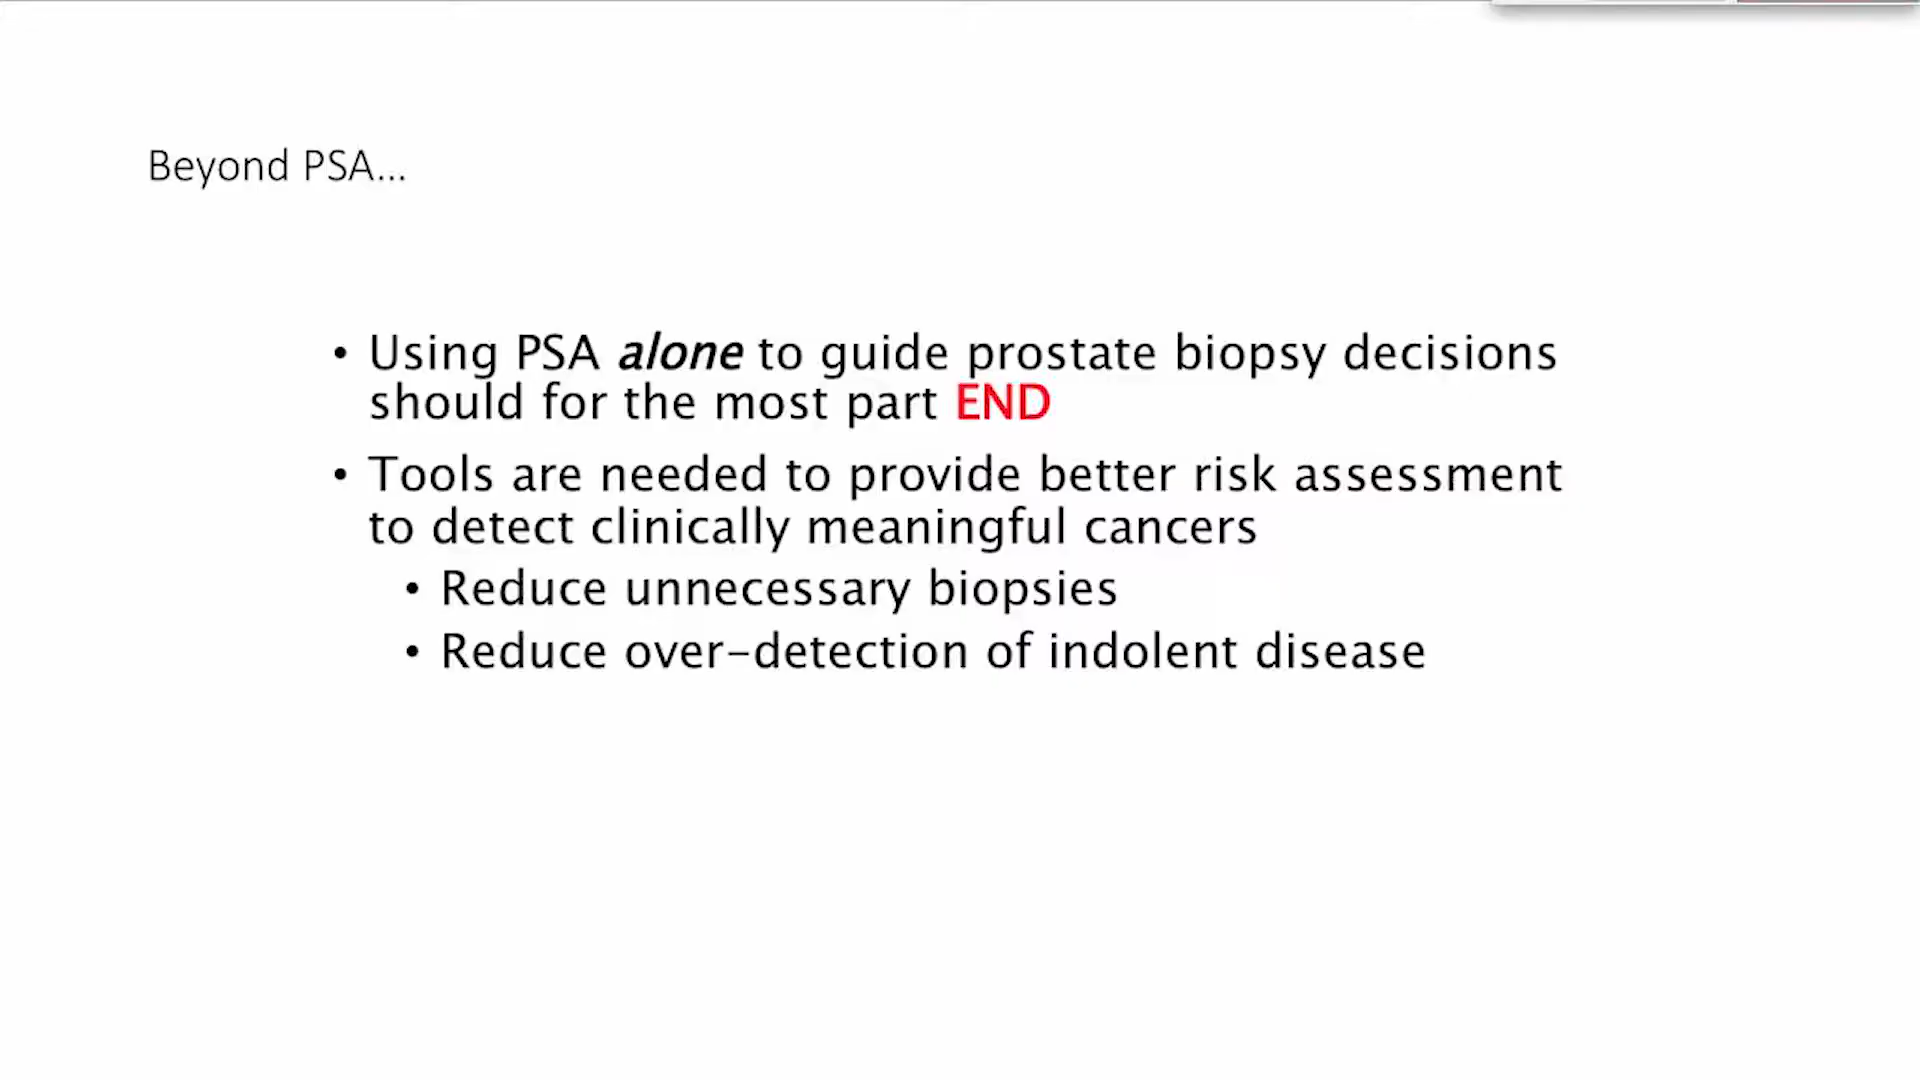 Beyond PSA...
• Using PSA alone to guide prostate biopsy decisions
should for the most part END
• Tools are needed to provide better risk assessment
to detect clinically meaningful cancers
• Reduce unnecessary biopsies
• Reduce over-detection of indolent disease